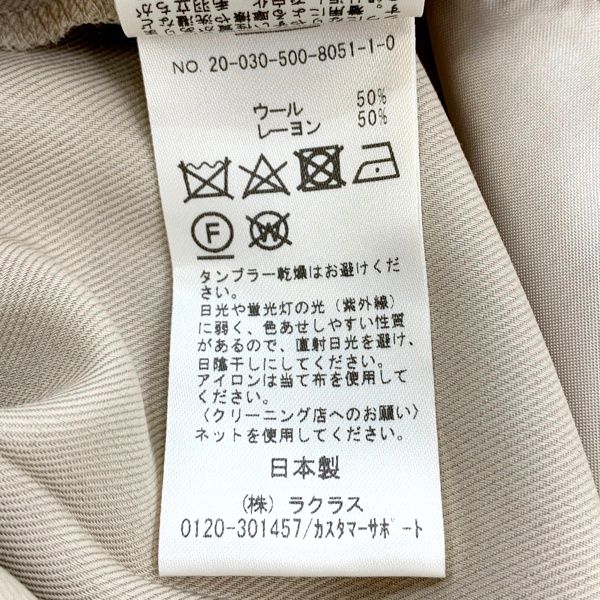 NO. 20-030-500-8051-1-0
ウール 50%
レーヨン 50%
F
W
タンブラー乾燥はお避けくだ
さい。
日光や蛍光灯の光（紫外線）
に弱く、色あせしやすい性質
があるので、直射日光を避け、
日陰干しにしてください。
アイロンは当て布を使用して
ください。
〈クリーニング店へのお願い〉
ネットを使用してください。
日本製
（株）ラクラス
0120-301457/カスタマーサポート